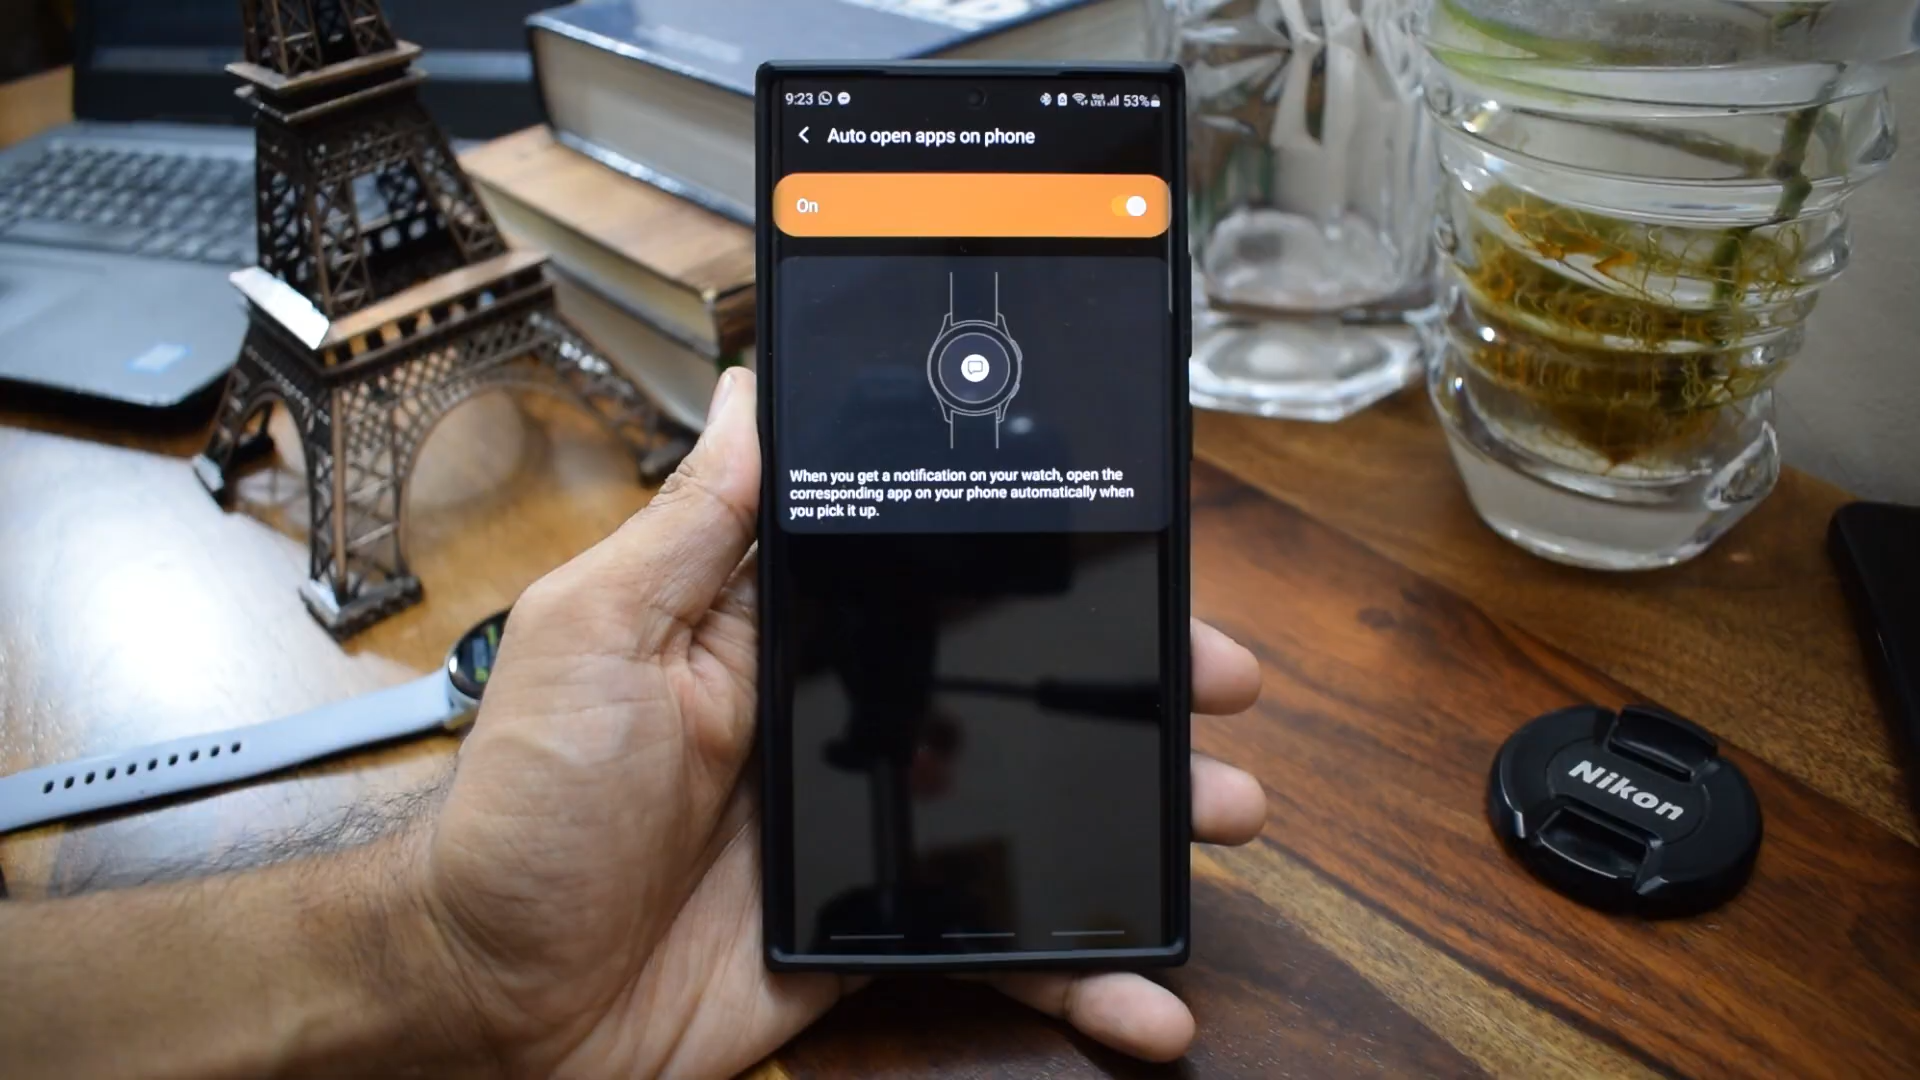 9:23 53%
Auto open apps on phone
On
When you get a notification on your watch, open the
corresponding app on your phone automatically when
you pick it up.
Nikon